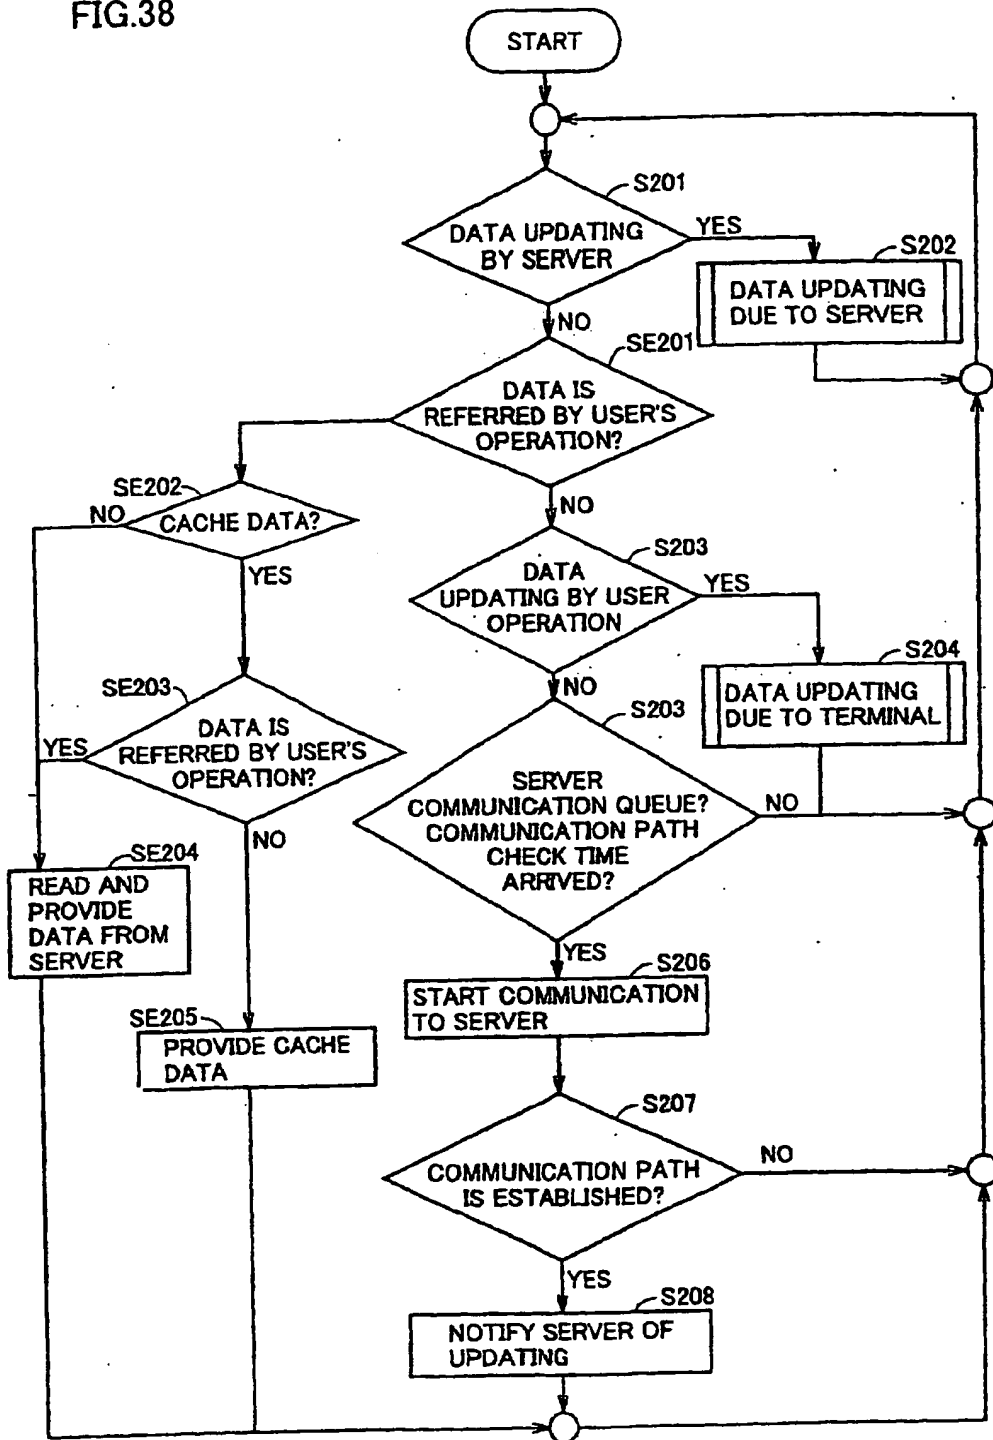 FIG.38
START
S201
DATA UPDATING
BY SERVER
YES
S202
DATA UPDATING
DUE TO SERVER
NO
SE201
DATA IS
REFERRED BY USER'S
OPERATION?
SE202
NO
CACHE DATA?
YES
NO
S203
DATA
UPDATING BY USER
OPERATION
YES
S204
DATA UPDATING
DUE TO TERMINAL
NO
SE203
YES
DATA IS
REFERRED BY USER'S
OPERATION?
NO
S203
SERVER
COMMUNICATION QUEUE?
COMMUNICATION PATH
CHECK TIME
ARRIVED?
NO
YES
SE204
READ AND
PROVIDE
DATA FROM
SERVER
SE205
PROVIDE CACHE
DATA
S206
START COMMUNICATION
TO SERVER
S207
COMMUNICATION PATH
IS ESTABLISHED?
NO
YES
S208
NOTIFY SERVER OF
UPDATING